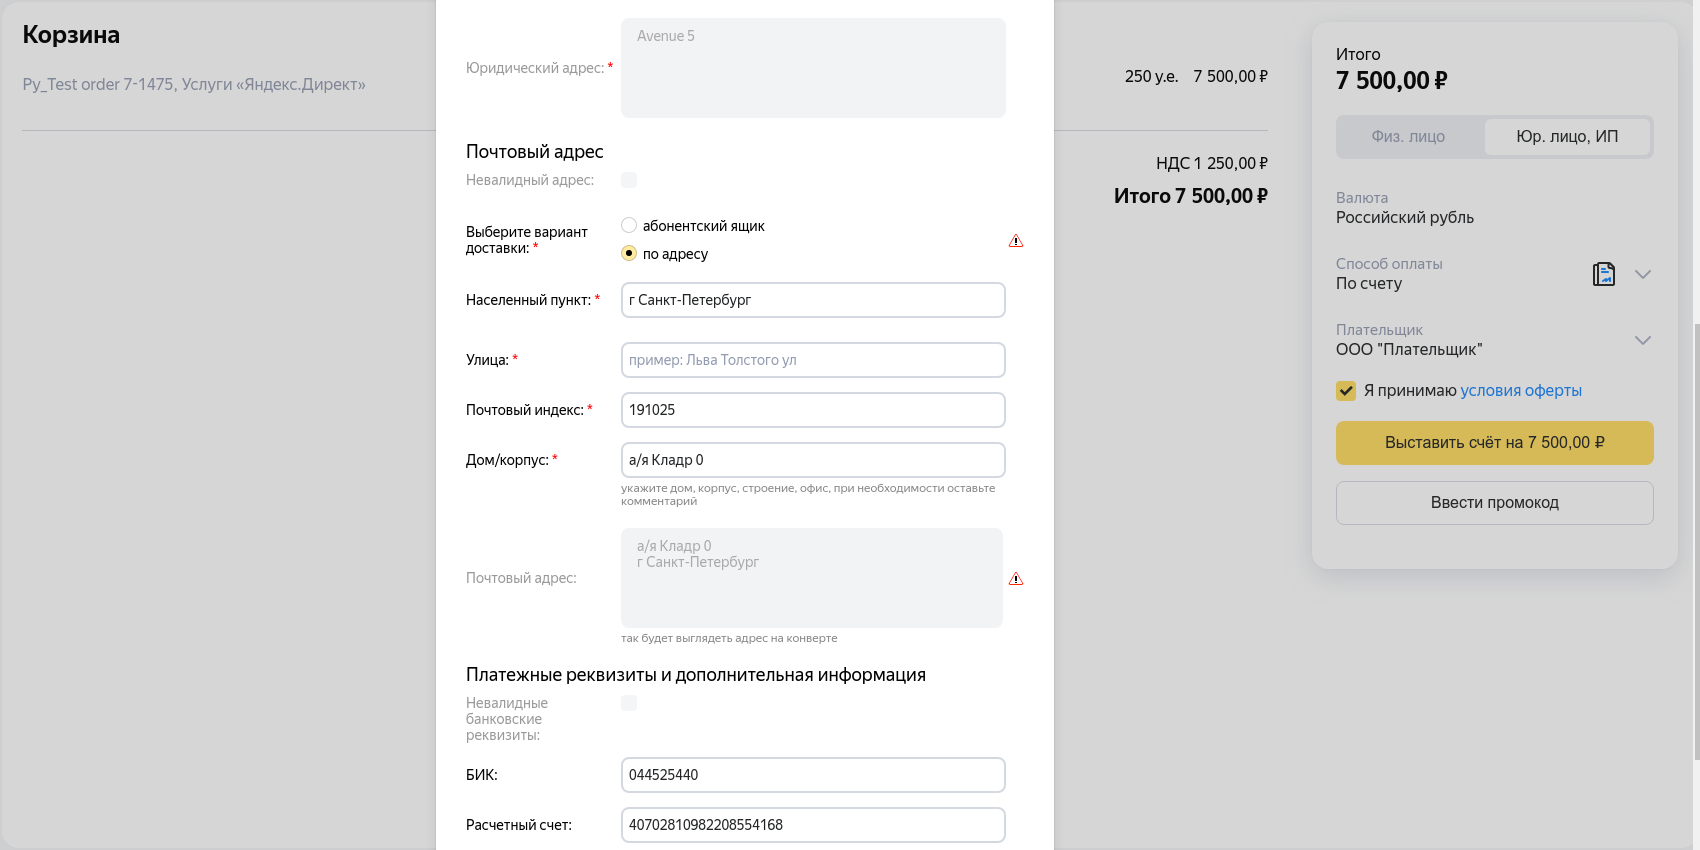 Корзина
Py_Test order 7-1475, Услуги «Яндекс.Директ»
Avenue 5
Юридический адрес: *
Почтовый адрес
Невалидный адрес:
Выберите вариант
доставки: *
абонентский ящик
по адресу
Населенный пункт: *
г Санкт-Петербург
Улица: *
пример: Льва Толстого ул
Почтовый индекс: *
191025
Дом/корпус: *
а/я Кладр 0
укажите дом, корпус, строение, офис, при необходимости оставьте
комментарий
Почтовый адрес:
а/я Кладр 0
г Санкт-Петербург
так будет выглядеть адрес на конверте
Платежные реквизиты и дополнительная информация
Невалидные
банковские
реквизиты:
БИК:
044525440
Расчетный счет:
40702810982208554168
250 у.е. 7 500,00 ₽
НДС 1 250,00 ₽
Итого 7 500,00 ₽
Итого
7 500,00 ₽
Физ. лицо
Юр. лицо, ИП
Валюта
Российский рубль
Способ оплаты
По счету
Плательщик
ООО "Плательщик"
Я принимаю условия оферты
Выставить счёт на 7 500,00 ₽
Ввести промокод